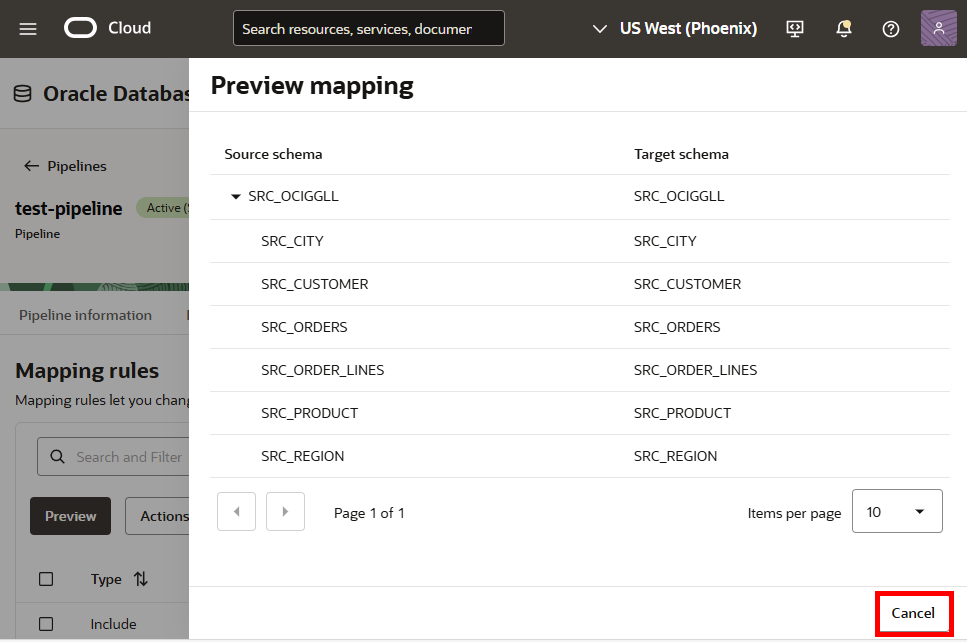 Cloud
Search resources, services, documer
US West (Phoenix)
Oracle Databas
Pipelines
test-pipeline
Active (
Pipeline
Pipeline information
Mapping rules
Mapping rules let you chang
Search and Filter
Preview Actions
Type
Include
Preview mapping
Source schema Target schema
SRC_OCIGGLL SRC_OCIGGLL
SRC_CITY SRC_CITY
SRC_CUSTOMER SRC_CUSTOMER
SRC_ORDERS SRC_ORDERS
SRC_ORDER_LINES SRC_ORDER_LINES
SRC_PRODUCT SRC_PRODUCT
SRC_REGION SRC_REGION
Page 1 of 1 Items per page 10
Cancel